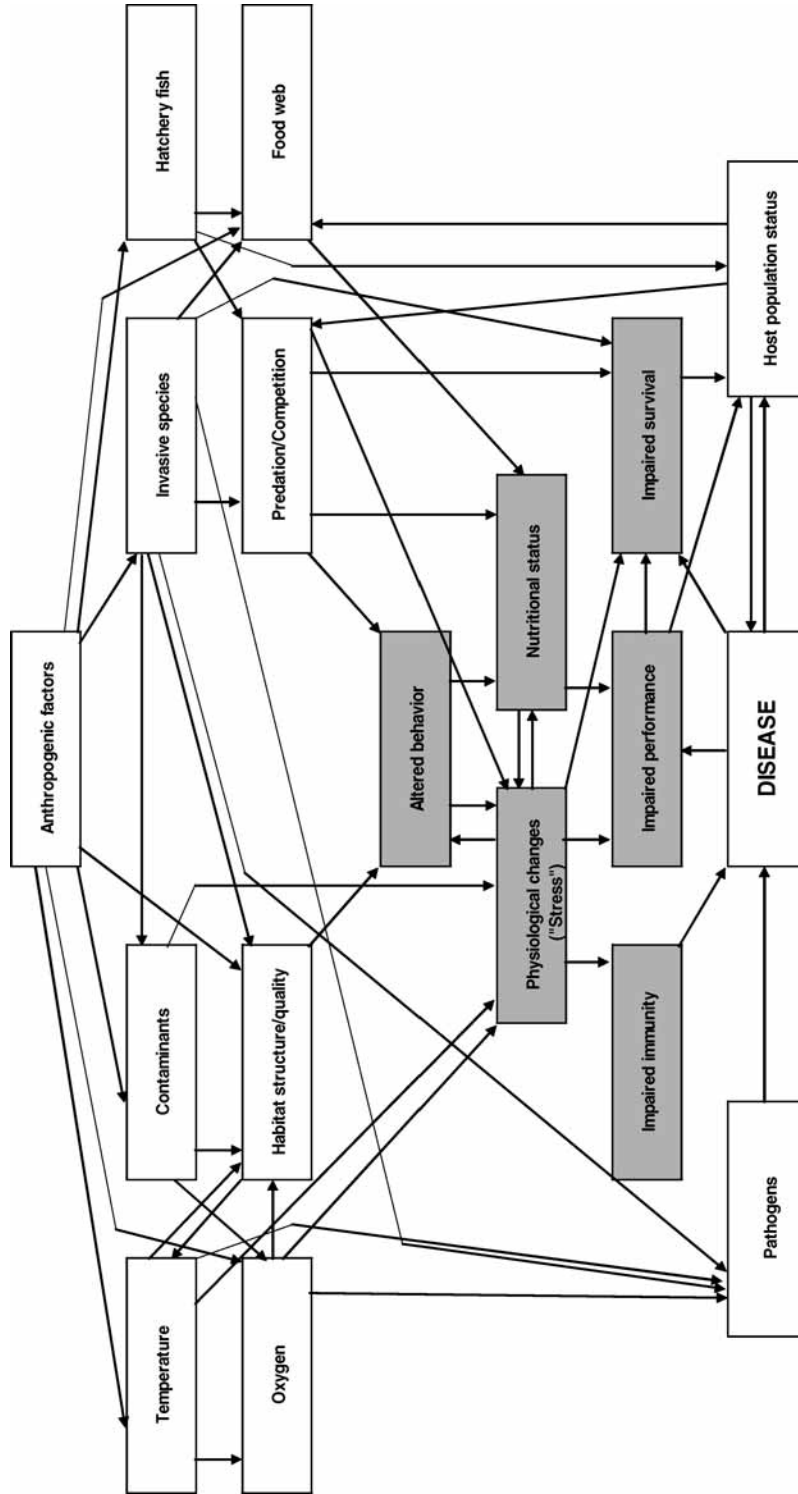 Anthropogenic factors
Temperature
Contaminants
Invasive species
Hatchery fish
Oxygen
Habitat structure/quality
Predation/Competition
Food web
Altered behavior
Physiological changes
("Stress")
Nutritional status
Impaired immunity
Impaired performance
Impaired survival
Pathogens
DISEASE
Host population status